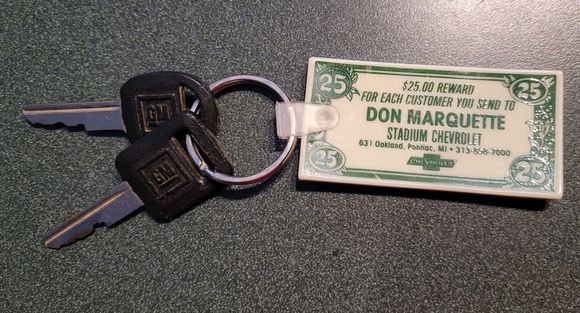 GM
GM
25 25
$25.00 REWARD
FOR EACH CUSTOMER YOU SEND TO
DON MARQUETTE
STADIUM CHEVROLET
631 Oakland, Pontiac, MI • 313-858-7000
CHEVROLET
25 25